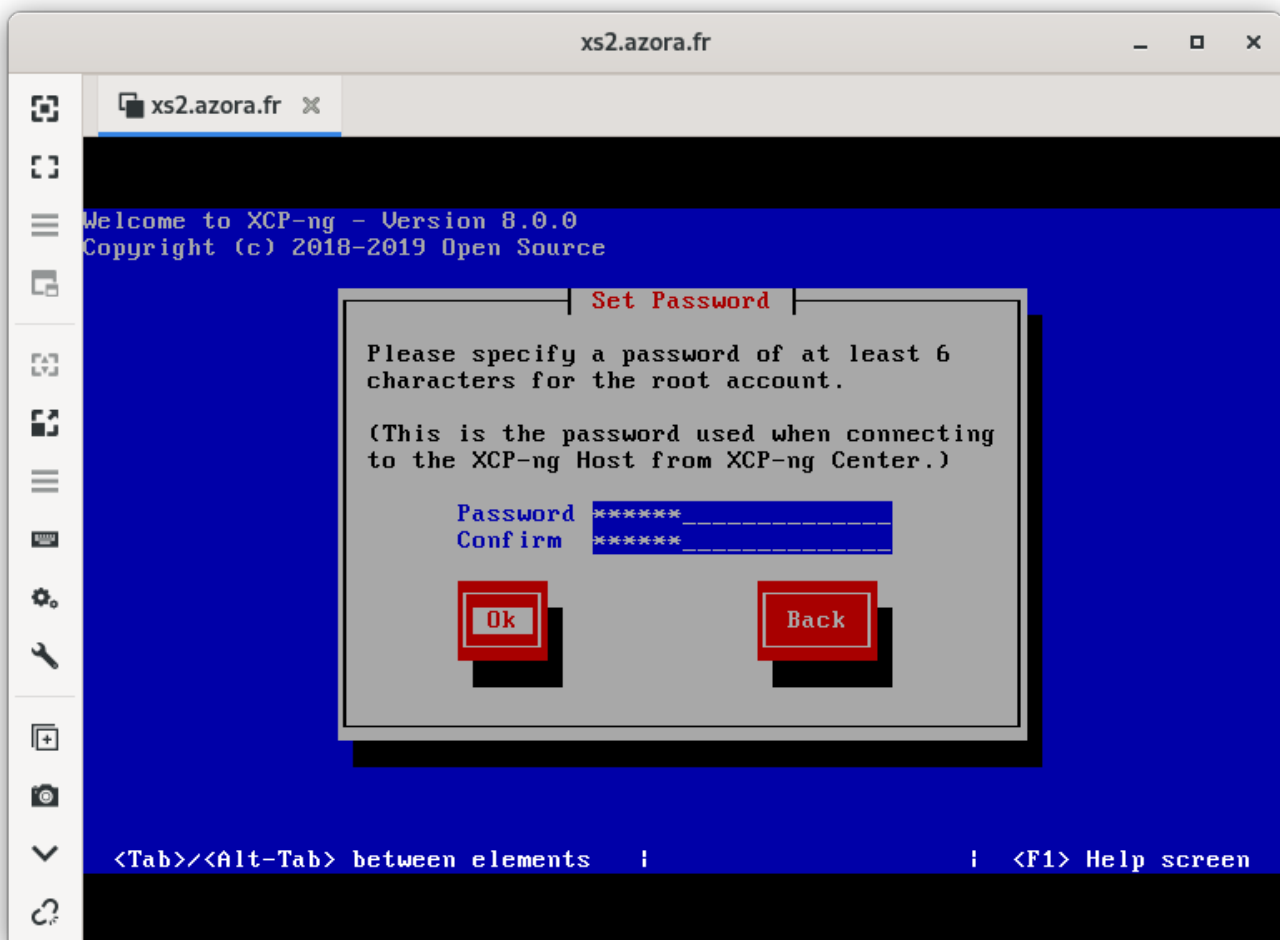 xs2.azora.fr
xs2.azora.fr
Welcome to XCP-ng - Version 8.0.0
Copyright (c) 2018-2019 Open Source
Set Password
Please specify a password of at least 6
characters for the root account.
(This is the password used when connecting
to the XCP-ng Host from XCP-ng Center.)
Password ******______________
Confirm ******______________
Ok Back
<Tab>/<Alt-Tab> between elements | | <F1> Help screen